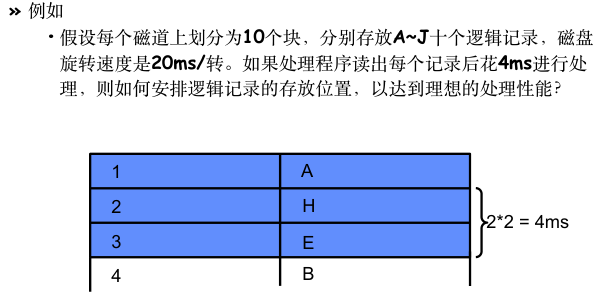 » 例如
• 假设每个磁道上划分为10个块，分别存放A~J十个逻辑记录，磁盘
旋转速度是20ms/转。如果处理程序读出每个记录后花4ms进行处
理，则如何安排逻辑记录的存放位置，以达到理想的处理性能？
1 A
2 H
3 E
2*2 = 4ms
4 B